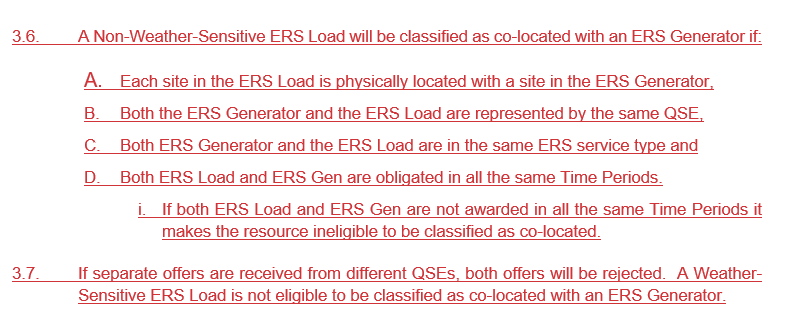 3.6. A Non-Weather-Sensitive ERS Load will be classified as co-located with an ERS Generator if:
A. Each site in the ERS Load is physically located with a site in the ERS Generator,
B. Both the ERS Generator and the ERS Load are represented by the same QSE,
C. Both ERS Generator and the ERS Load are in the same ERS service type and
D. Both ERS Load and ERS Gen are obligated in all the same Time Periods.
i. If both ERS Load and ERS Gen are not awarded in all the same Time Periods it
makes the resource ineligible to be classified as co-located.
3.7. If separate offers are received from different QSEs, both offers will be rejected. A Weather-
Sensitive ERS Load is not eligible to be classified as co-located with an ERS Generator.